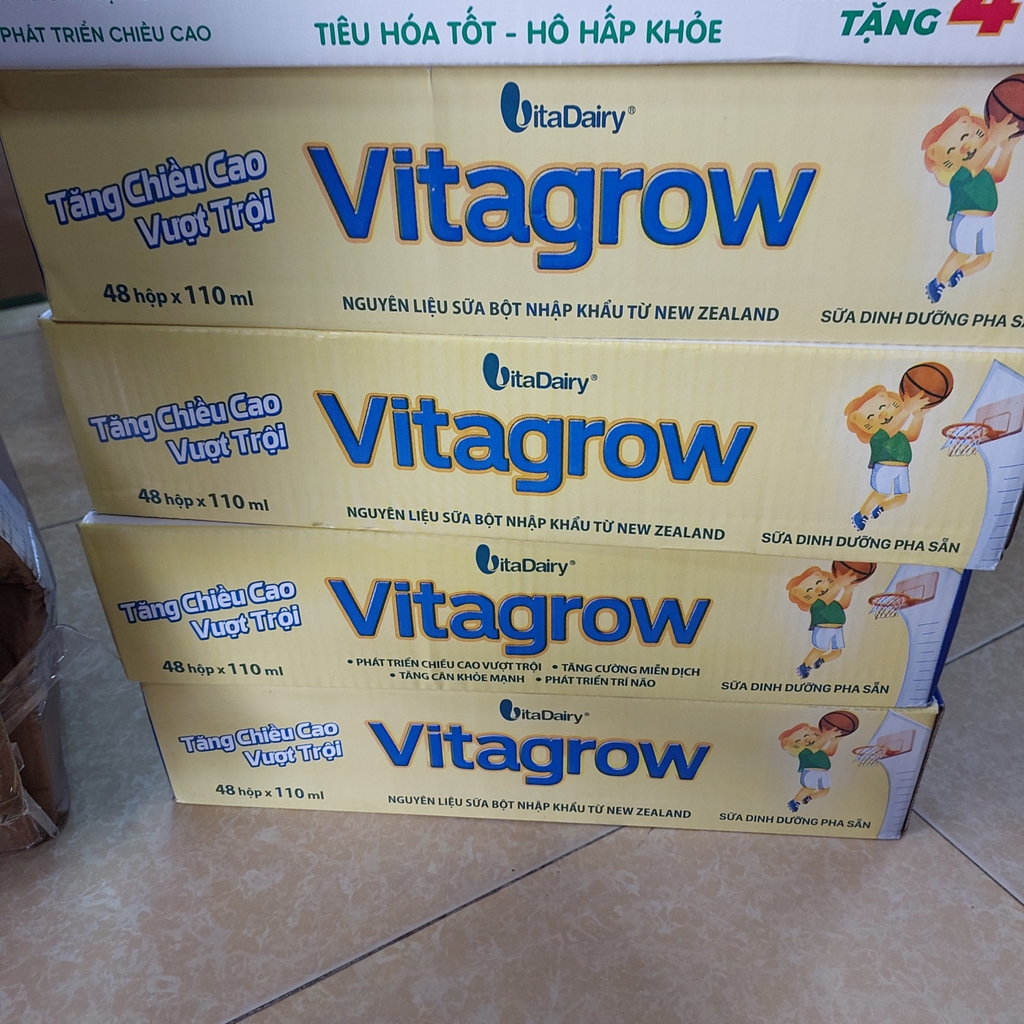 PHÁT TRIỂN CHIỀU CAO
TIÊU HÓA TỐT - HÔ HẤP KHỎE
TẶNG 4
VitaDairy®
Tăng Chiều Cao
Vượt Trội
Vitagrow
48 hộp x 110 ml
NGUYÊN LIỆU SỮA BỘT NHẬP KHẨU TỪ NEW ZEALAND
SỮA DINH DƯỠNG PHA
VitaDairy®
Tăng Chiều Cao
Vượt Trội
Vitagrow
48 hộp x 110 ml
NGUYÊN LIỆU SỮA BỘT NHẬP KHẨU TỪ NEW ZEALAND
SỮA DINH DƯỠNG PHA SẴN
VitaDairy®
Tăng Chiều Cao
Vượt Trội
Vitagrow
48 hộp x 110 ml
• PHÁT TRIỂN CHIỀU CAO VƯỢT TRỘI • TĂNG CƯỜNG MIỄN DỊCH
• TĂNG CÂN KHỎE MẠNH • PHÁT TRIỂN TRÍ NÃO
SỮA DINH DƯỠNG PHA SẴN
VitaDairy®
Tăng Chiều Cao
Vượt Trội
Vitagrow
48 hộp x 110 ml
NGUYÊN LIỆU SỮA BỘT NHẬP KHẨU TỪ NEW ZEALAND
SỮA DINH DƯỠNG PHA SẴN